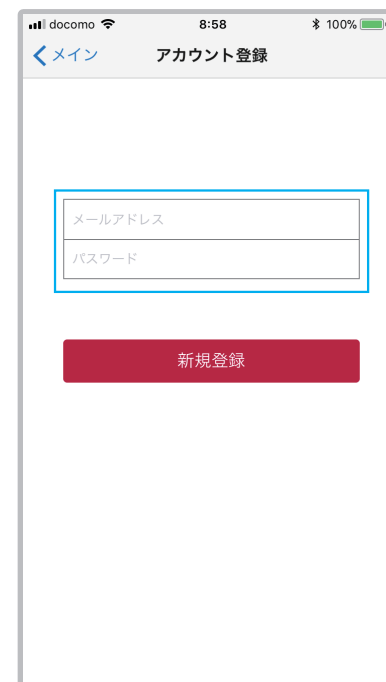 docomo 8:58 100%
メイン アカウント登録
メールアドレス
パスワード
新規登録